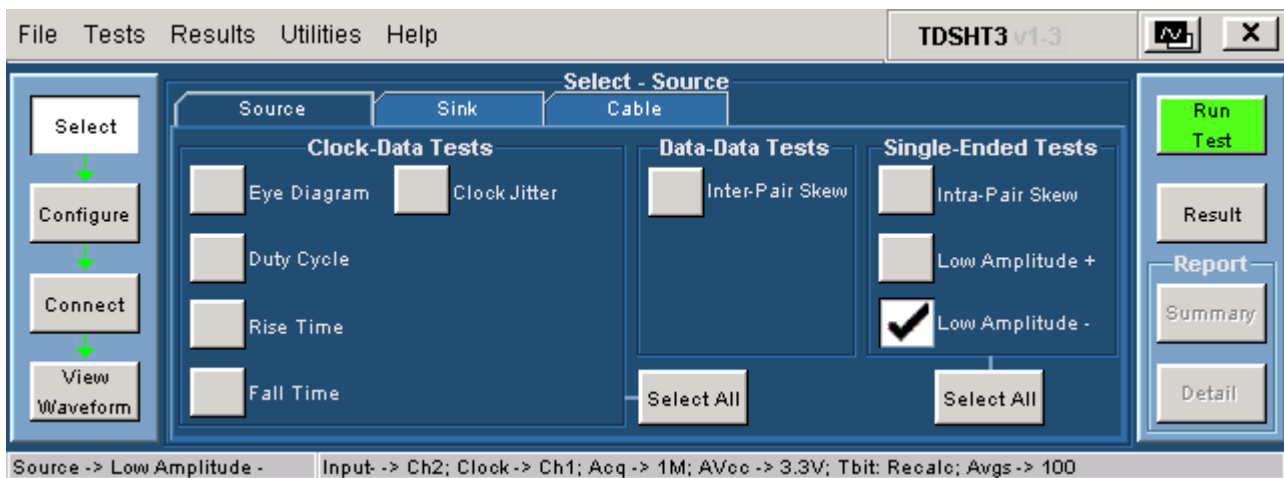 File Tests Results Utilities Help TDSHT3 v1-3
Select - Source
Select
Configure
Connect
View
Waveform
Source Sink Cable
Clock-Data Tests
Eye Diagram Clock Jitter
Duty Cycle
Rise Time
Fall Time
Data-Data Tests
Inter-Pair Skew
Select All
Single-Ended Tests
Intra-Pair Skew
Low Amplitude +
Low Amplitude -
Select All
Run
Test
Result
Report
Summary
Detail
Source -> Low Amplitude - Input- -> Ch2; Clock -> Ch1; Acq -> 1M; AVcc -> 3.3V; Tbit: Recalc; Avgs -> 100